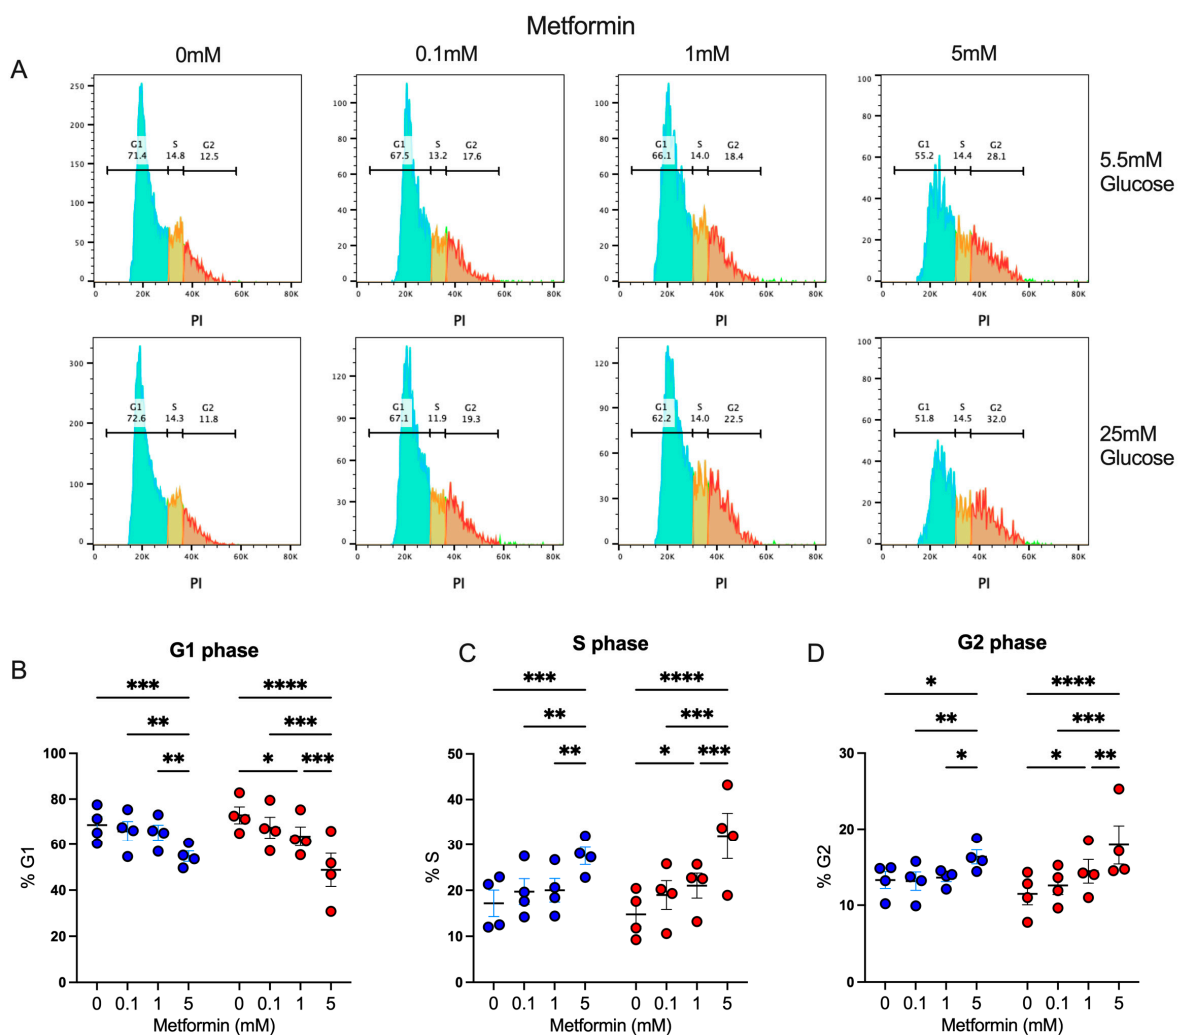 Metformin
A
0mM
0.1mM
1mM
5mM
250
200
150
100
50
0
G1
71.4
S
14.8
G2
12.5
0
20K
40K
60K
80K
PI
100
80
60
40
20
0
G1
67.5
S
13.2
G2
17.6
0
20K
40K
60K
80K
PI
100
80
60
40
20
0
G1
66.1
S
14.0
G2
18.4
0
20K
40K
60K
80K
PI
100
80
60
40
20
0
G1
55.2
S
14.4
G2
28.1
0
20K
40K
60K
80K
PI
5.5mM
Glucose
300
200
100
0
G1
72.6
S
14.3
G2
11.8
0
20K
40K
60K
80K
PI
120
90
60
30
0
G1
67.1
S
11.9
G2
19.3
0
20K
40K
60K
80K
PI
120
90
60
30
0
G1
62.2
S
14.0
G2
22.5
0
20K
40K
60K
80K
PI
100
80
60
40
20
0
G1
51.8
S
14.5
G2
32.0
0
20K
40K
60K
80K
PI
25mM
Glucose
B
G1 phase
*** ****
** ***
** * ***
100
80
60
40
20
0
% G1
0 0.1 1 5 0 0.1 1 5
Metformin (mM)
C
S phase
*** ****
** ***
** * ***
50
40
30
20
10
0
% S
0 0.1 1 5 0 0.1 1 5
Metformin (mM)
D
G2 phase
* ****
** ***
* * **
30
20
10
0
% G2
0 0.1 1 5 0 0.1 1 5
Metformin (mM)